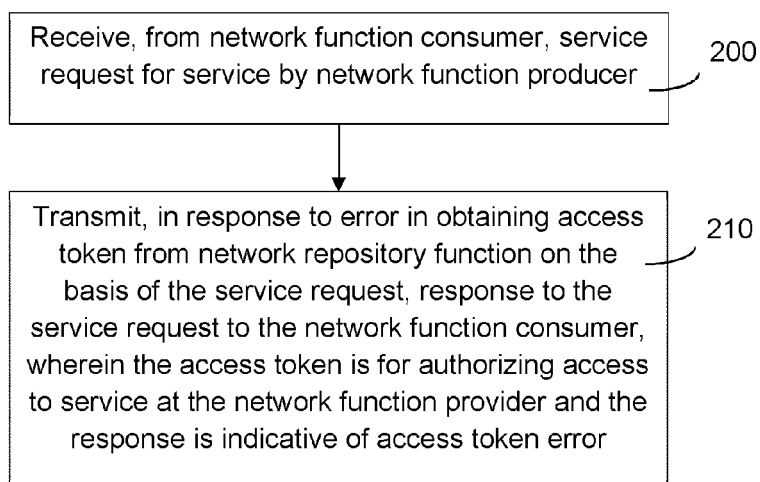 Receive, from network function consumer, service
request for service by network function producer
200
Transmit, in response to error in obtaining access
token from network repository function on the
basis of the service request, response to the
service request to the network function consumer,
wherein the access token is for authorizing access
to service at the network function provider and the
response is indicative of access token error
210